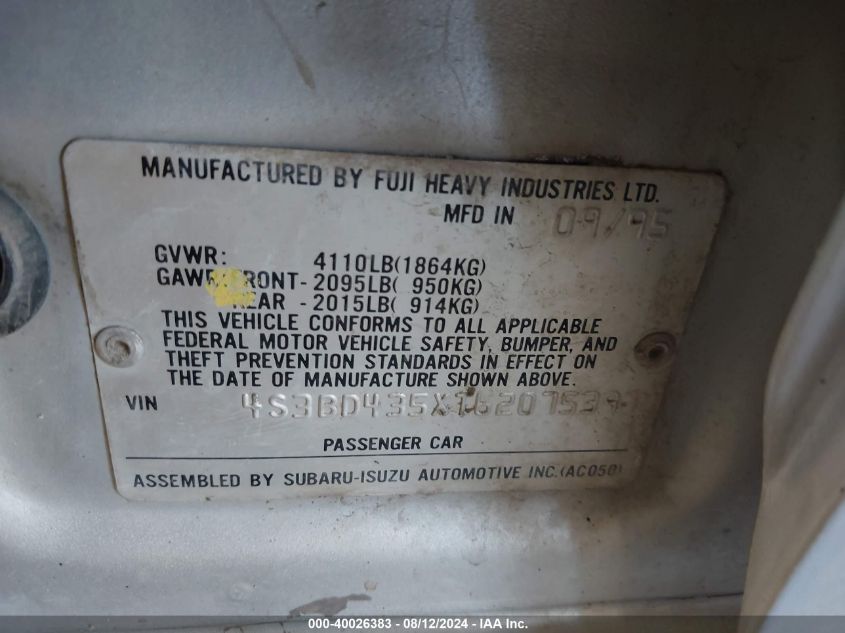 MANUFACTURED BY FUJI HEAVY INDUSTRIES LTD.
MFD IN 09/95
GVWR: 4110LB(1864KG)
GAWR: FRONT- 2095LB( 950KG)
REAR - 2015LB( 914KG)
THIS VEHICLE CONFORMS TO ALL APPLICABLE
FEDERAL MOTOR VEHICLE SAFETY, BUMPER, AND
THEFT PREVENTION STANDARDS IN EFFECT ON
THE DATE OF MANUFACTURE SHOWN ABOVE.
VIN 4S3BD435XT6207539
PASSENGER CAR
ASSEMBLED BY SUBARU-ISUZU AUTOMOTIVE INC.(AC050)
000-40026383 - 08/12/2024 - IAA Inc.